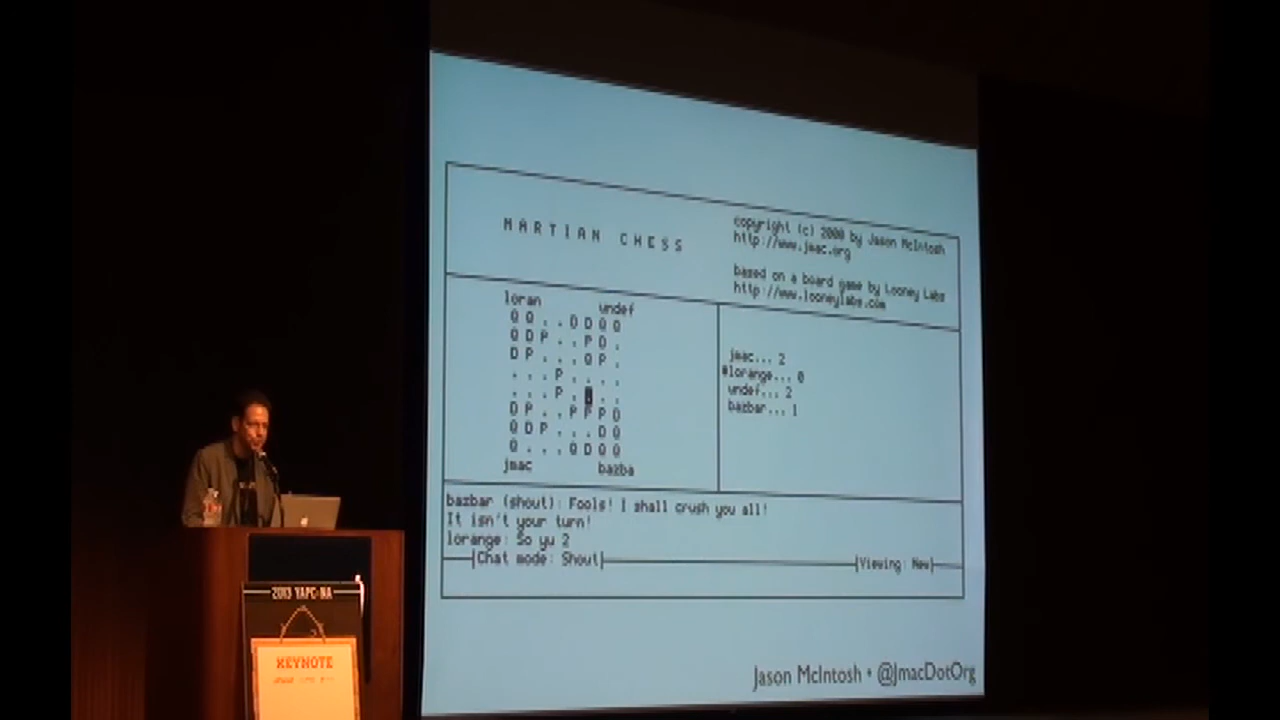 MARTIAN CHESS
copyright (c) 2000 by Jason McIntosh
http://www.jmac.org
based on a board game by Looney Labs
http://www.looneylabs.com
loran undef
Q Q . . Q D Q Q
Q D P . . P Q .
D P . . . Q P .
. . . P . . . .
. . . P . . .
D P . . P P P Q
Q D P . . . D Q
Q . . . Q D Q Q
jmac bazba
jmac... 2
#lorange... 0
undef... 2
bazbar... 1
bazbar (shout): Fools! I shall crush you all!
It isn't your turn!
lorange: So yu 2
Chat mode: Shout
Viewing: New
Jason McIntosh • @JmacDotOrg
2013 YAPC:NA
KEYNOTE